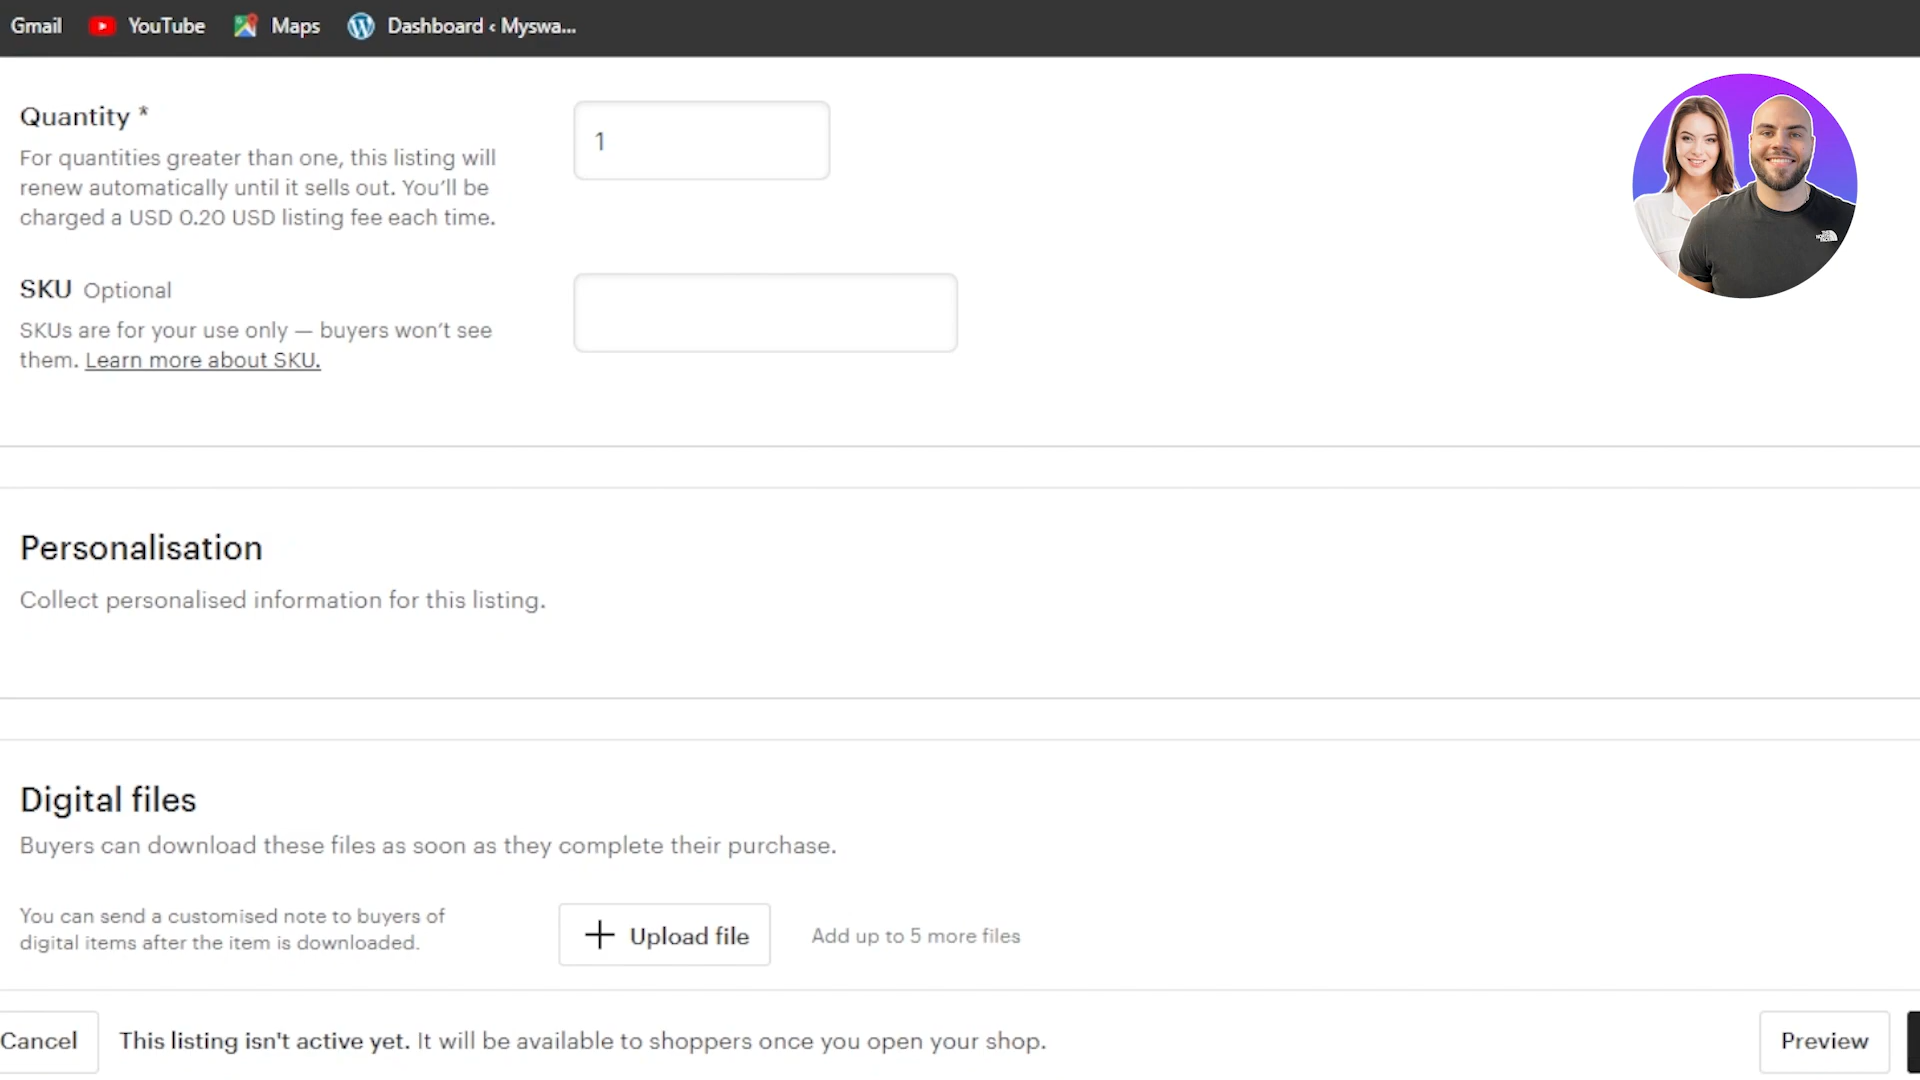 Gmail YouTube Maps Dashboard ‹ Myswa...
Quantity *
1
For quantities greater than one, this listing will
renew automatically until it sells out. You'll be
charged a USD 0.20 USD listing fee each time.
SKU Optional
SKUs are for your use only — buyers won't see
them. Learn more about SKU.
Personalisation
Collect personalised information for this listing.
Digital files
Buyers can download these files as soon as they complete their purchase.
You can send a customised note to buyers of
digital items after the item is downloaded.
Upload file Add up to 5 more files
Cancel This listing isn't active yet. It will be available to shoppers once you open your shop. Preview